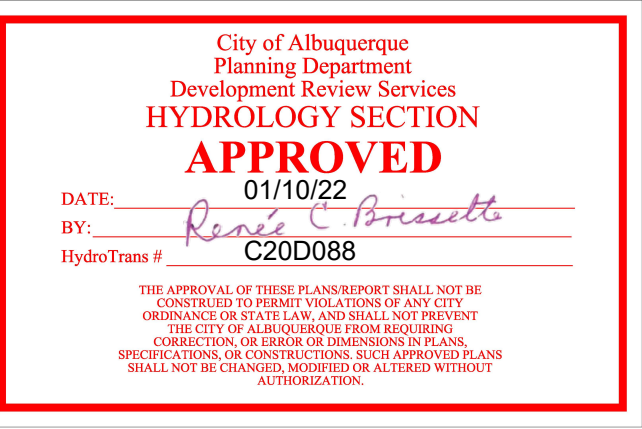 City of Albuquerque
Planning Department
Development Review Services
HYDROLOGY SECTION
APPROVED
DATE: 01/10/22
BY: Renée C. Brissette
HydroTrans # C20D088
THE APPROVAL OF THESE PLANS/REPORT SHALL NOT BE
CONSTRUED TO PERMIT VIOLATIONS OF ANY CITY
ORDINANCE OR STATE LAW, AND SHALL NOT PREVENT
THE CITY OF ALBUQUERQUE FROM REQUIRING
CORRECTION, OR ERROR OR DIMENSIONS IN PLANS,
SPECIFICATIONS, OR CONSTRUCTIONS. SUCH APPROVED PLANS
SHALL NOT BE CHANGED, MODIFIED OR ALTERED WITHOUT
AUTHORIZATION.